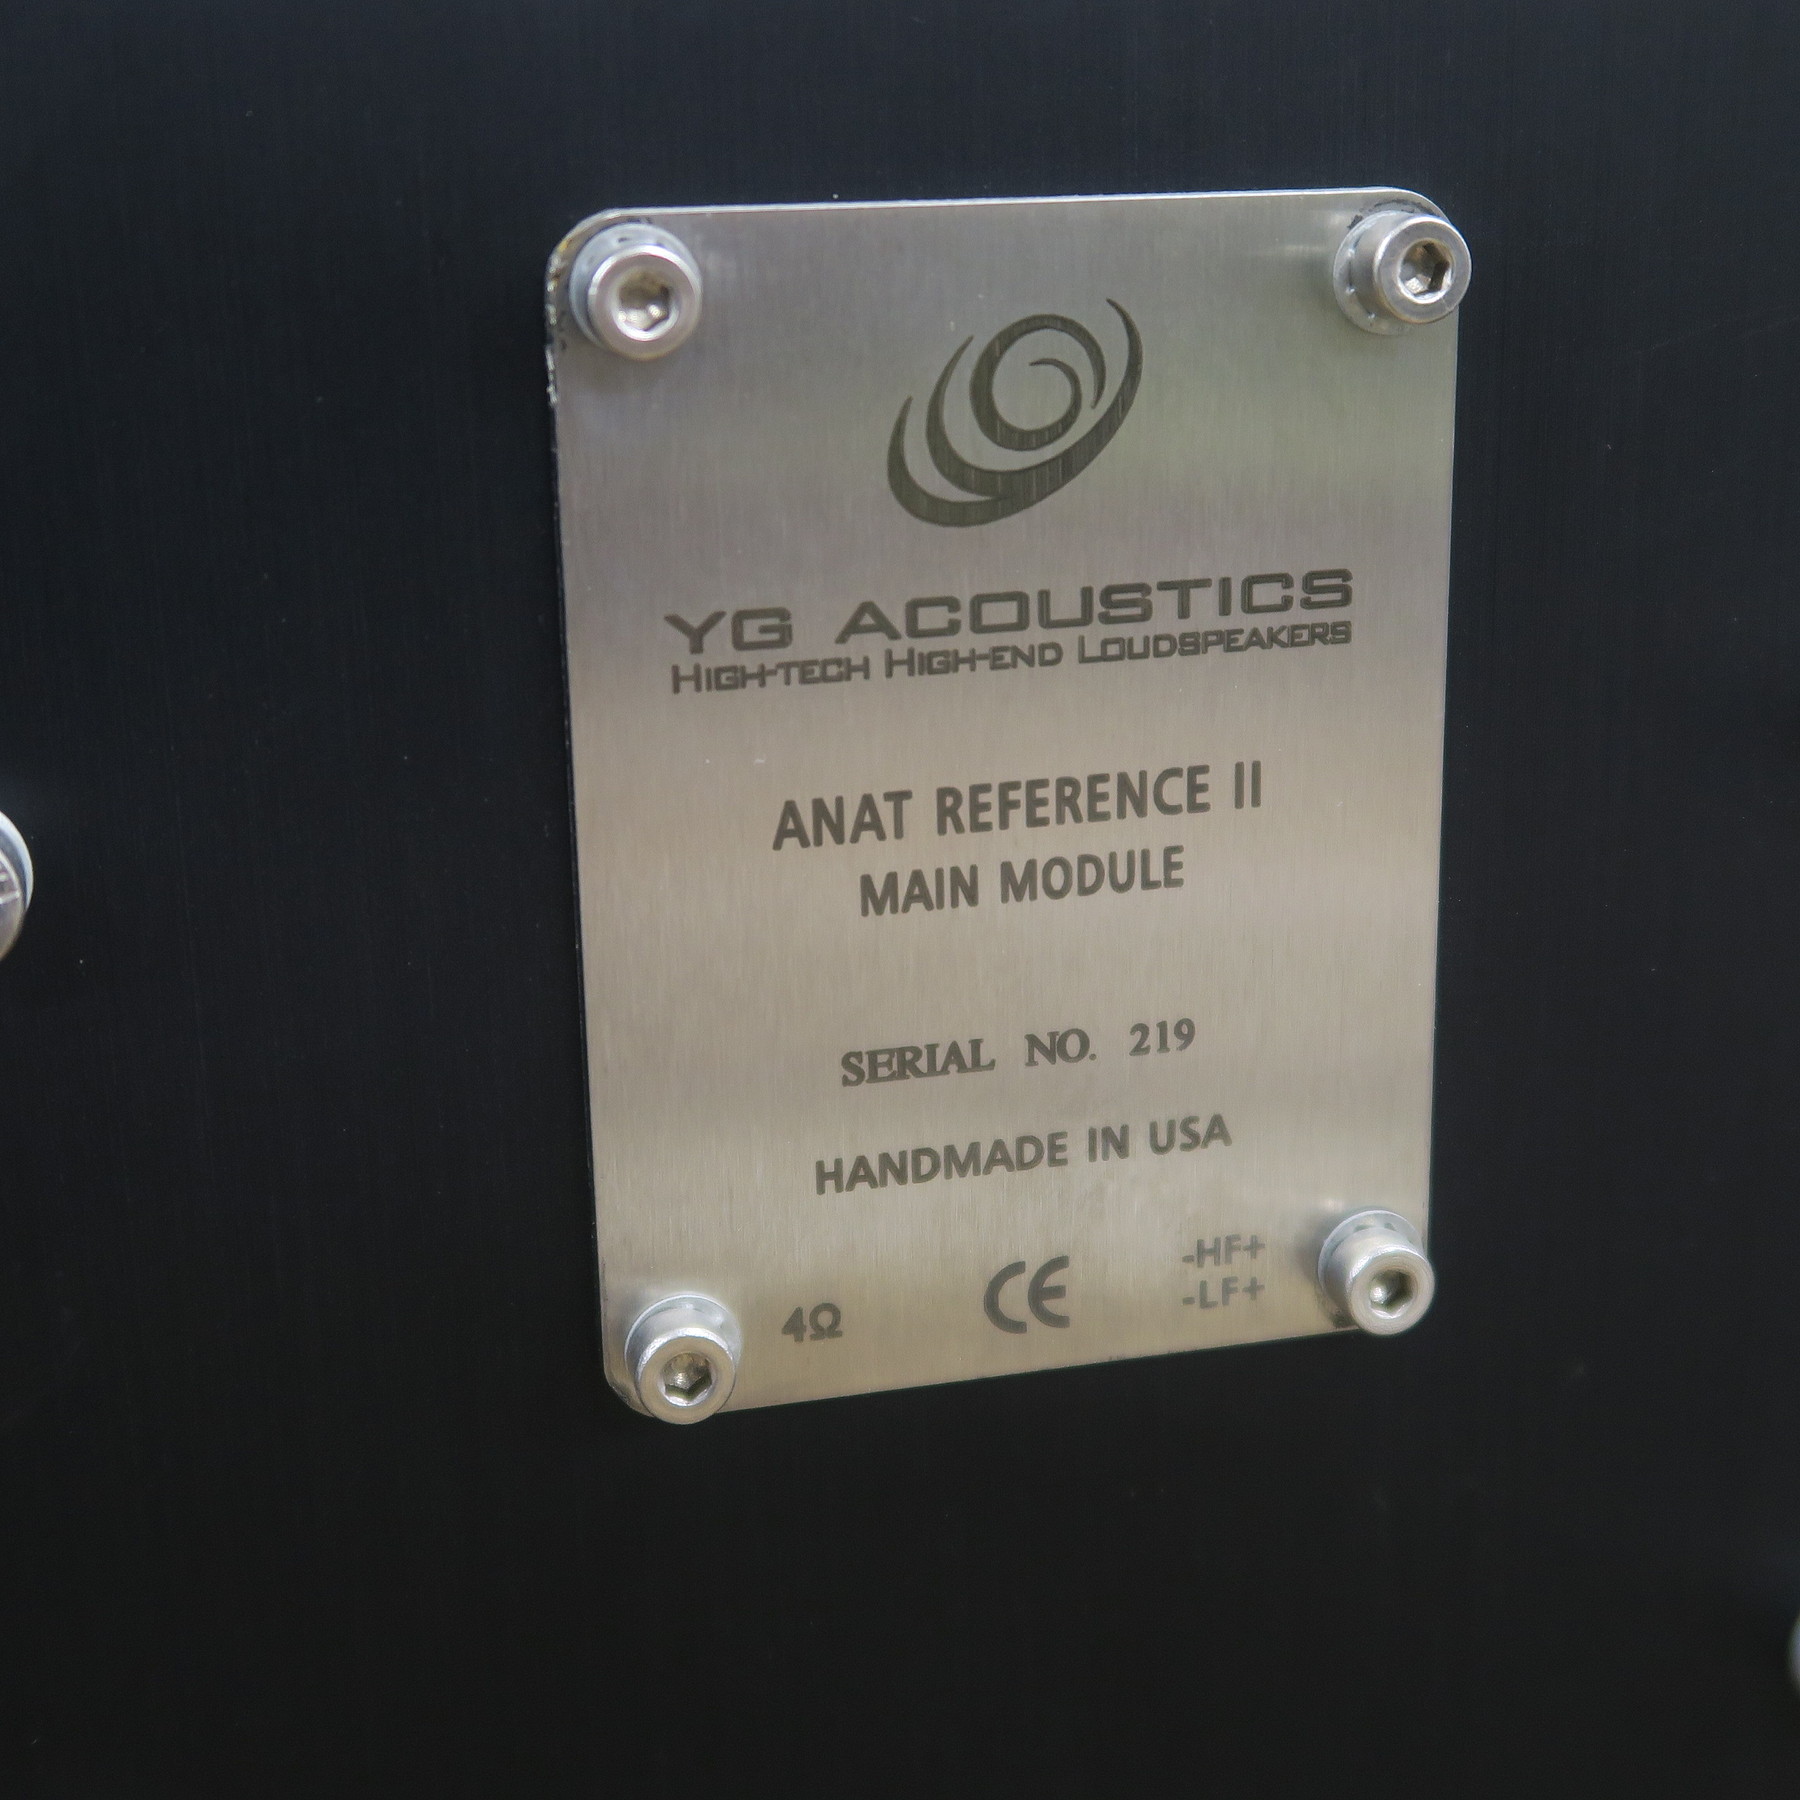 YG ACOUSTICS
HIGH-TECH HIGH-END LOUDSPEAKERS
ANAT REFERENCE II
MAIN MODULE
SERIAL NO. 219
HANDMADE IN USA
-HF+
4Ω CE -LF+